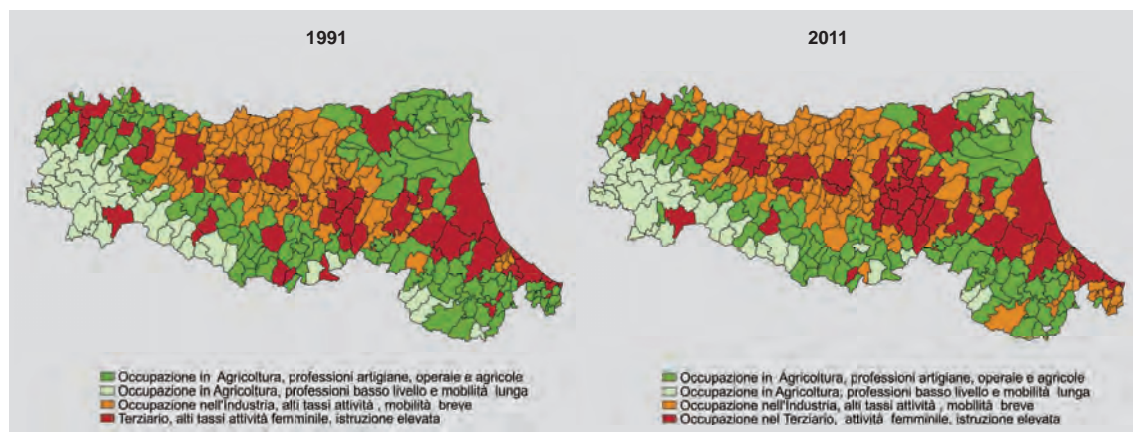 1991
2011
Occupazione in Agricoltura, professioni artigiane, operaie e agricole
Occupazione in Agricoltura, professioni basso livello e mobilità lunga
Occupazione nell'Industria, alti tassi attività , mobilità breve
Terziario, alti tassi attività femminile, istruzione elevata
Occupazione in Agricoltura, professioni artigiane, operaie e agricole
Occupazione in Agricoltura, professioni basso livello e mobilità lunga
Occupazione nell'Industria, alti tassi attività , mobilità breve
Occupazione nel Terziario, attività femminile, istruzione elevata